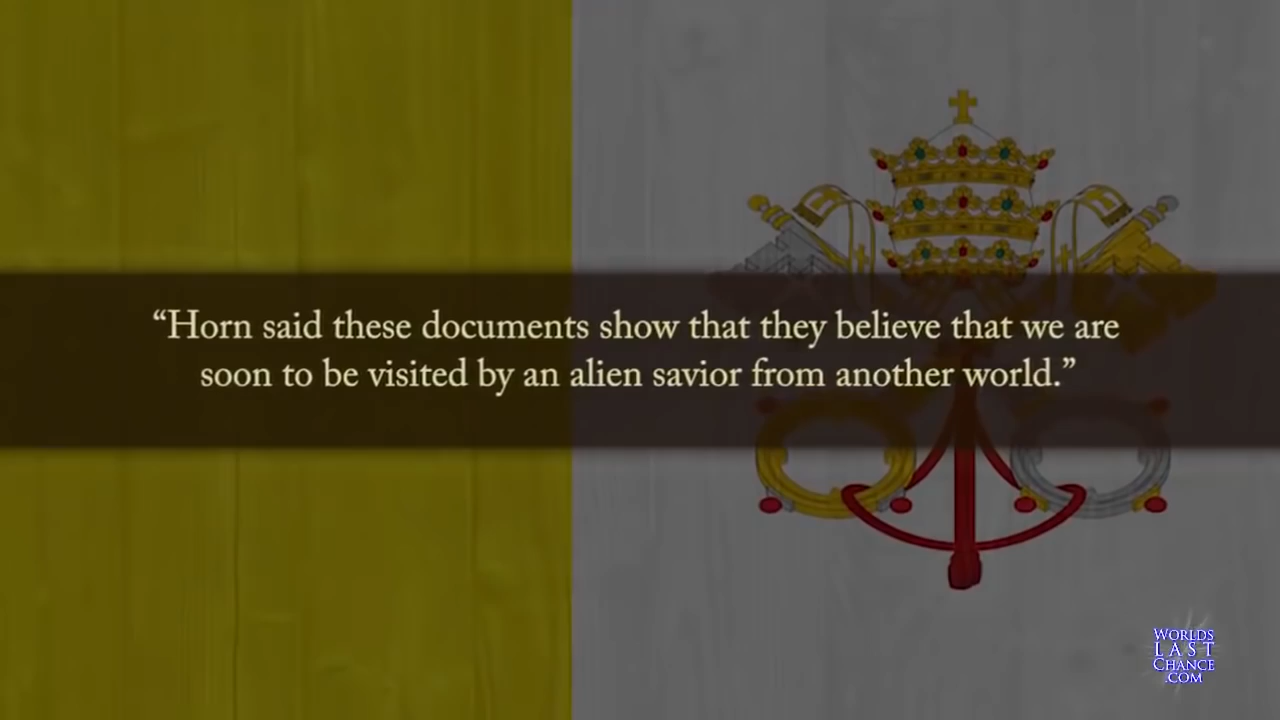 “Horn said these documents show that they believe that we are
soon to be visited by an alien savior from another world.”
WORLDS
LAST
CHANCE
.COM